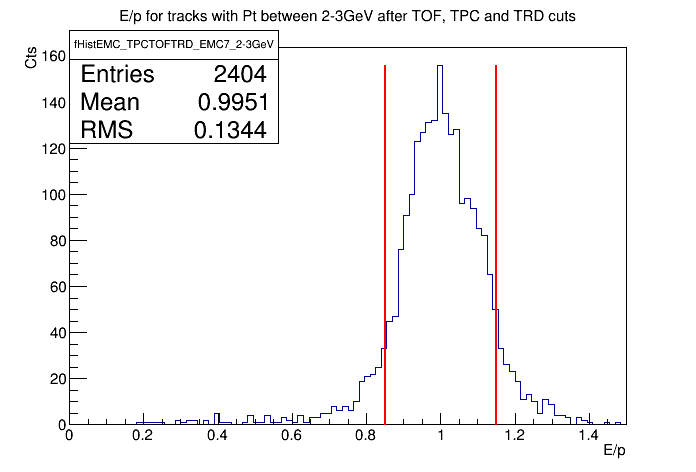 E/p for tracks with Pt between 2-3GeV after TOF, TPC and TRD cuts
Cts
fHistEMC_TPCTOFTRD_EMC7_2-3GeV
Entries 2404
Mean 0.9951
RMS 0.1344
160
140
120
100
80
60
40
20
0
0 0.2 0.4 0.6 0.8 1 1.2 1.4
E/p